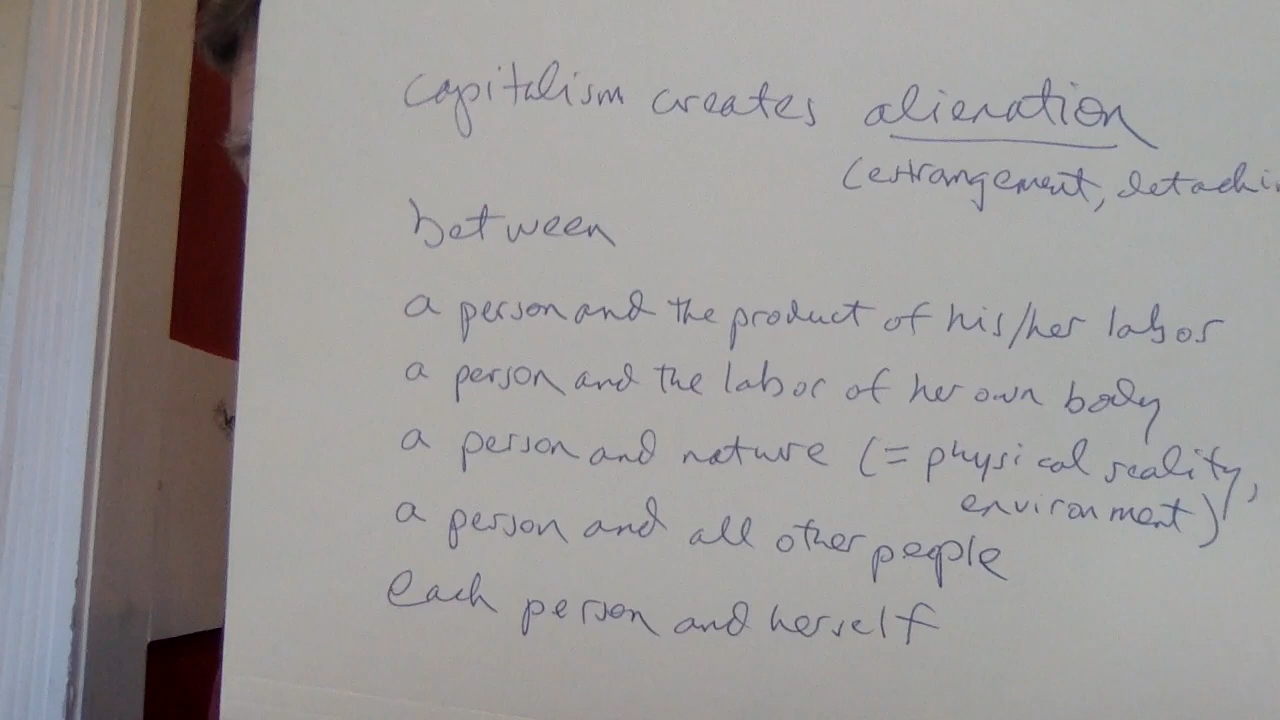 capitalism creates alienation
(estrangement, detachi
between
a person and the product of his/her labor
a person and the labor of her own body
a person and nature (= physical reality,
environment)
a person and all other people
each person and herself